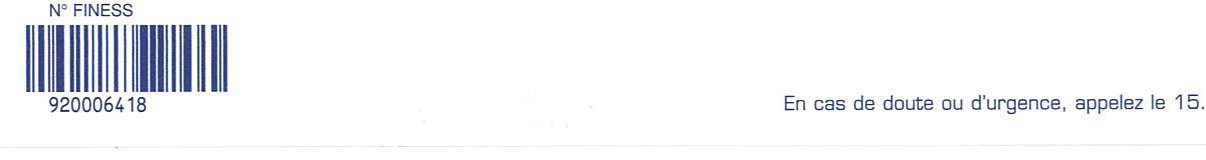 N° FINESS
920006418
En cas de doute ou d'urgence, appelez le 15.